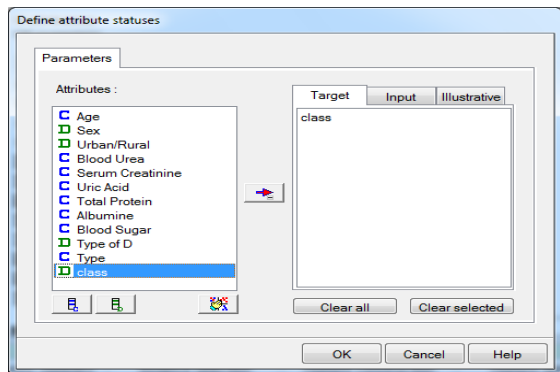 Define attribute statuses
Parameters
Attributes :
C Age
D Sex
D Urban/Rural
C Blood Urea
C Serum Creatinine
C Uric Acid
C Total Protein
C Albumine
C Blood Sugar
D Type of D
C Type
D class
Target Input Illustrative
class
Clear all Clear selected
OK Cancel Help